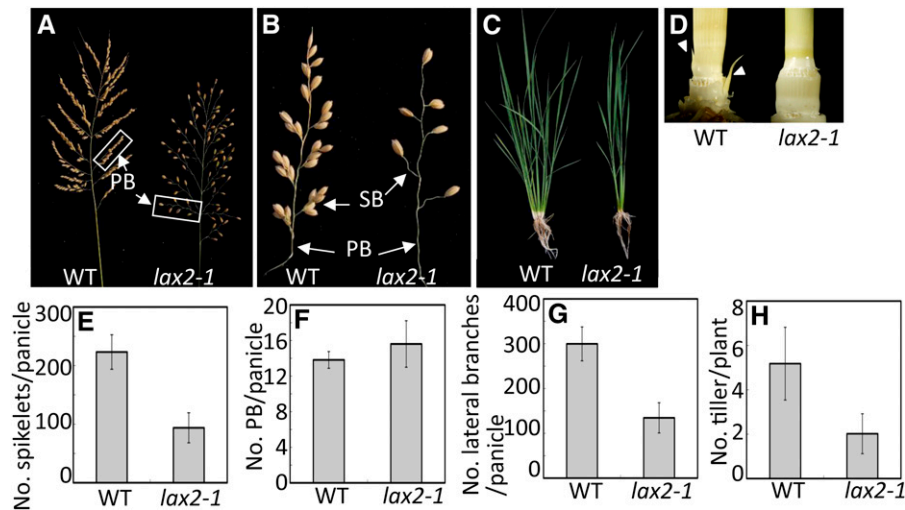 A
B
C
D
PB
SB
PB
WT
lax2-1
WT
lax2-1
WT
lax2-1
WT
lax2-1
E
No. spikelets/panicle
300
200
100
0
WT
lax2-1
F
No. PB/panicle
20
16
12
8
4
0
WT
lax2-1
G
No. lateral branches
/panicle
400
300
200
100
0
WT
lax2-1
H
No. tiller/plant
8
6
4
2
0
WT
lax2-1